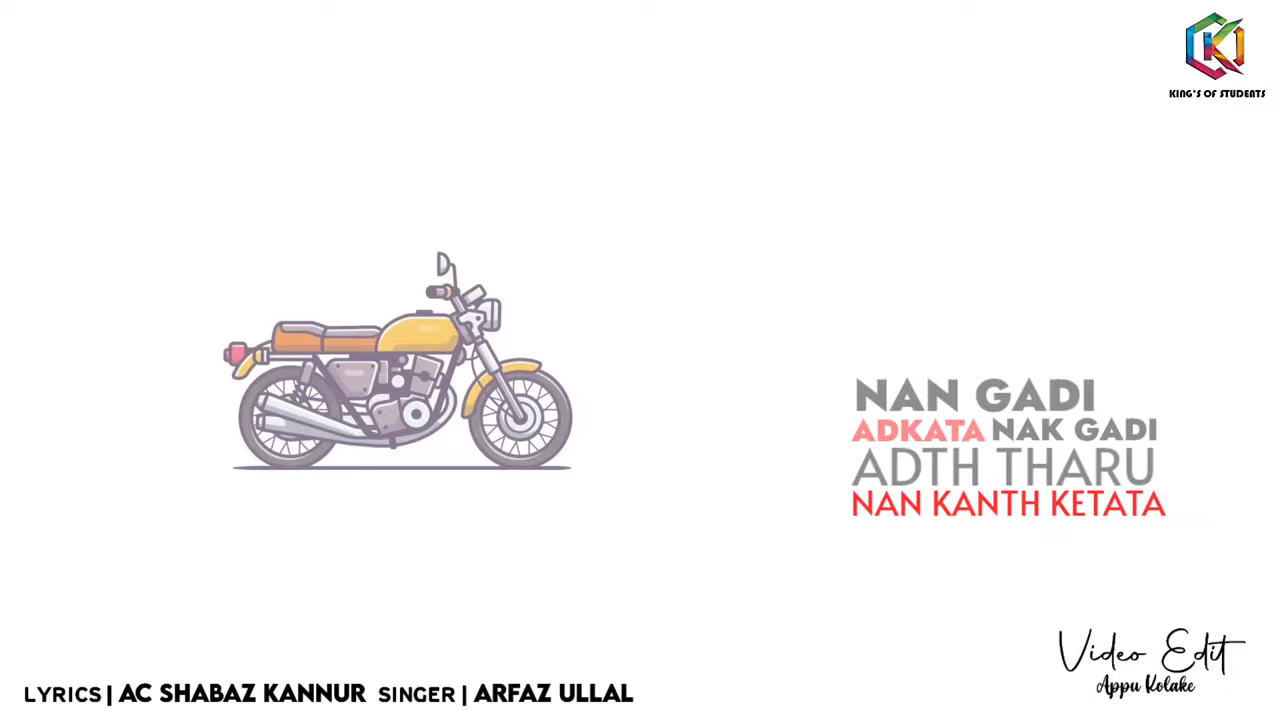 KING'S OF STUDENTS
NAN GADI
ADKATA NAK GADI
ADTH THARU
NAN KANTH KETATA
Video Edit
Appu Kolake
LYRICS | AC SHABAZ KANNUR SINGER | ARFAZ ULLAL